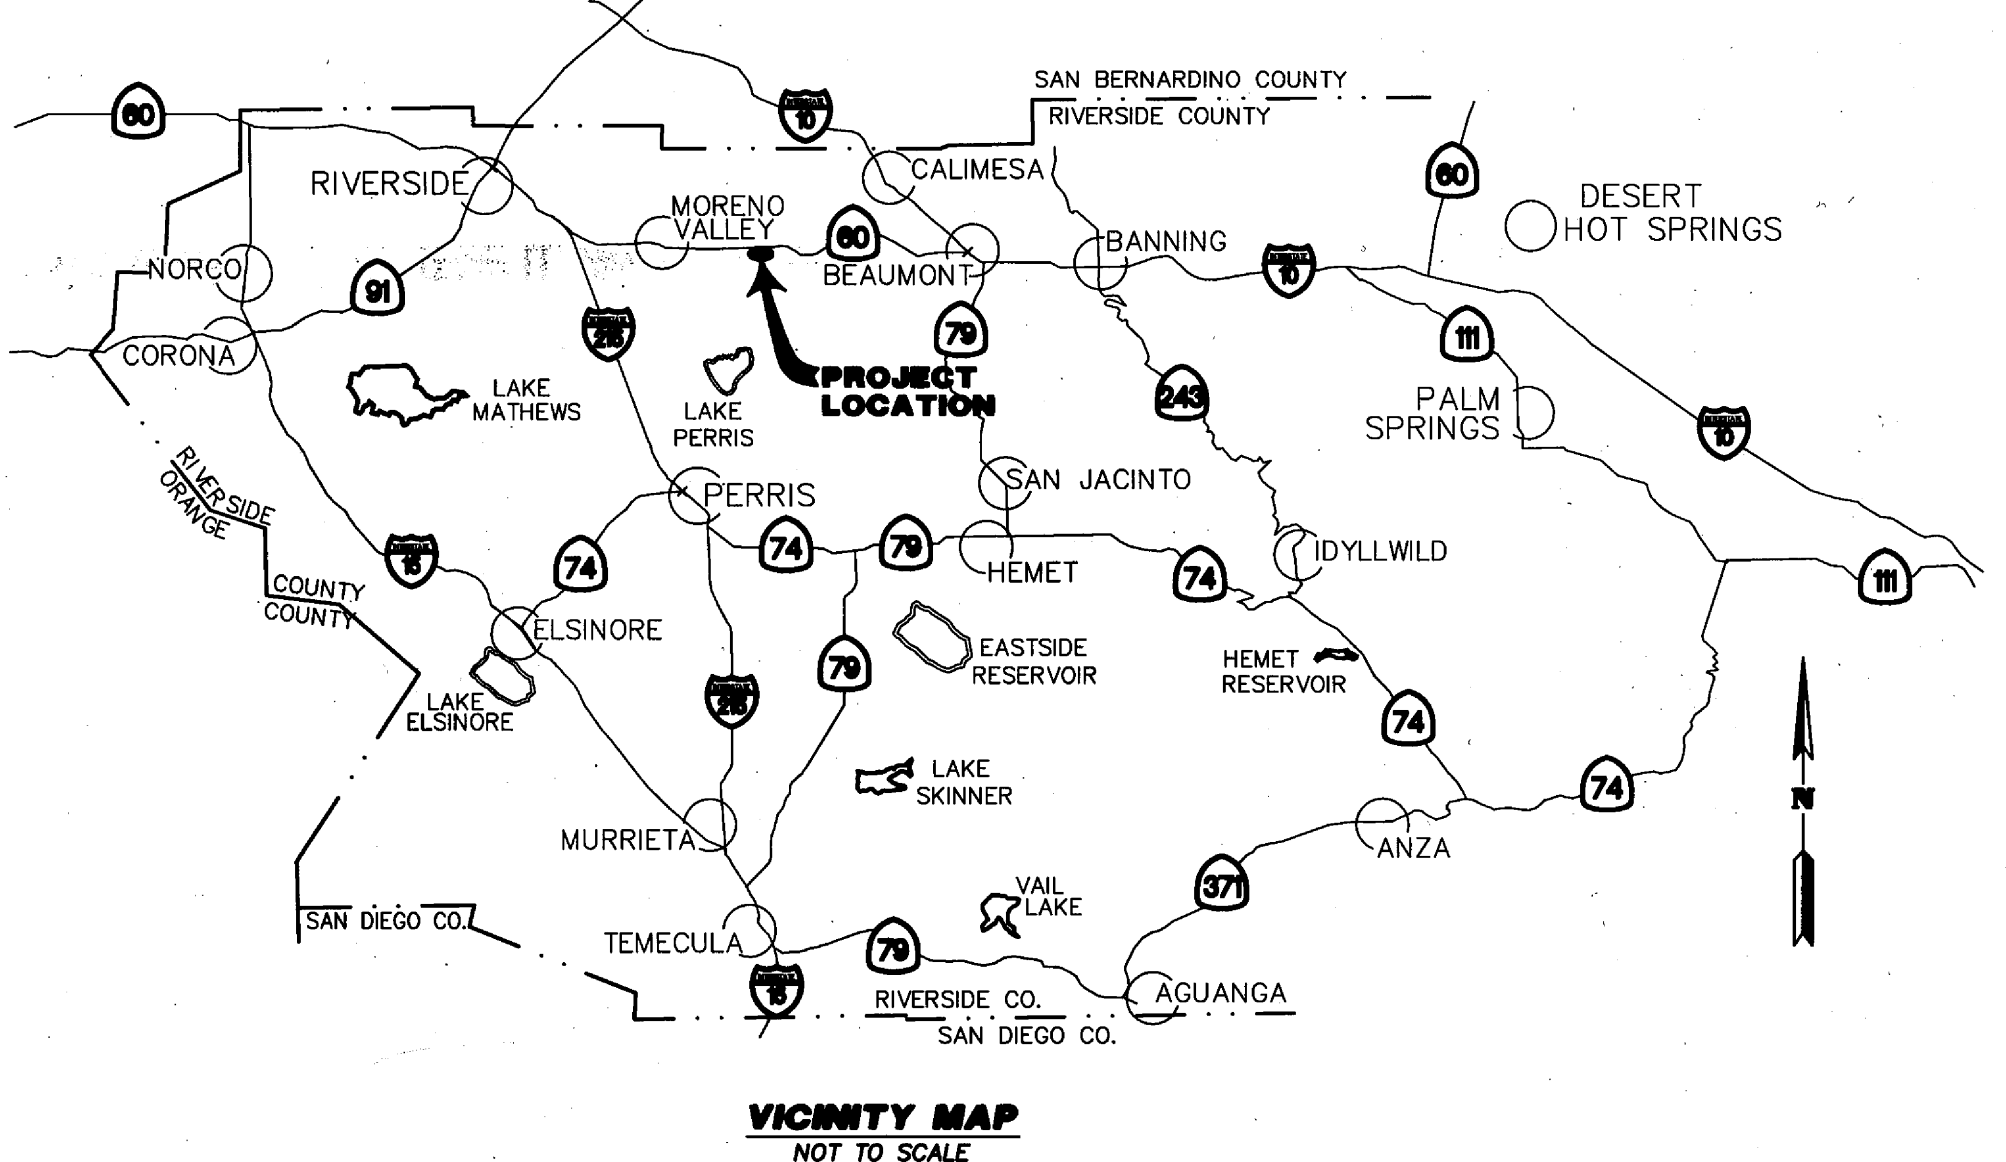 SAN BERNARDINO COUNTY
RIVERSIDE COUNTY
60
10
CALIMESA
60
RIVERSIDE
MORENO
VALLEY
DESERT
HOT SPRINGS
60
BANNING
NORCO
BEAUMONT
10
91
215
79
111
CORONA
PROJECT
LOCATION
LAKE
MATHEWS
LAKE
PERRIS
243
PALM
SPRINGS
10
RIVERSIDE
ORANGE
SAN JACINTO
PERRIS
15
74
74
79
HEMET
74
IDYLLWILD
111
COUNTY
COUNTY
ELSINORE
EASTSIDE
RESERVOIR
79
HEMET
RESERVOIR
LAKE
ELSINORE
215
74
LAKE
SKINNER
74
N
MURRIETA
ANZA
371
VAIL
LAKE
SAN DIEGO CO.
TEMECULA
79
15
RIVERSIDE CO.
AGUANGA
SAN DIEGO CO.
VICINITY MAP
NOT TO SCALE